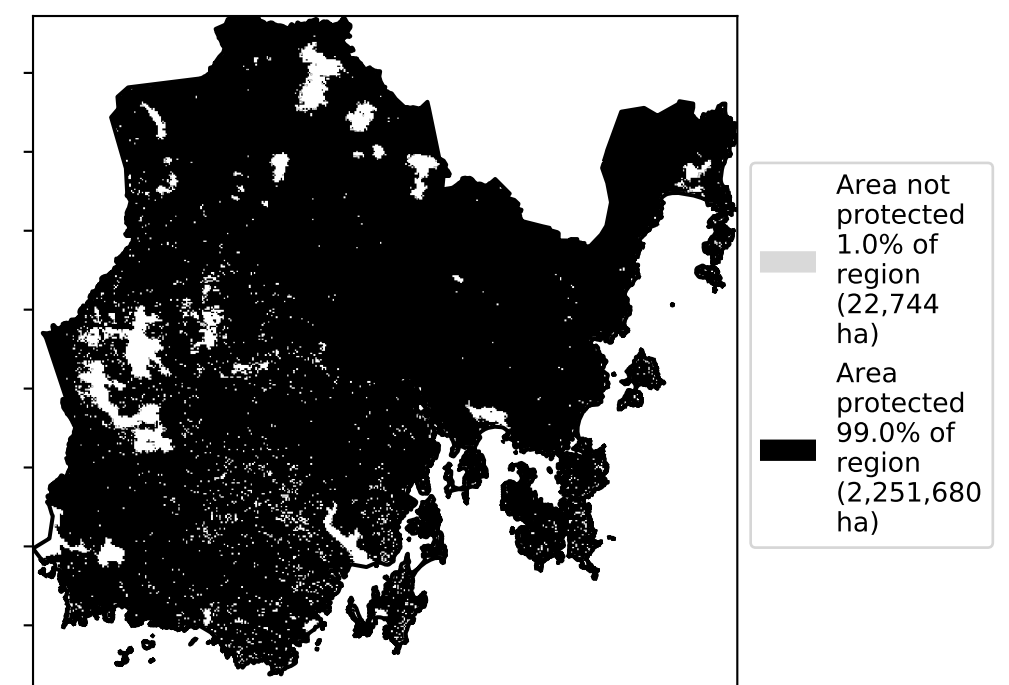 Area not
protected
1.0% of
region
(22,744
ha)
Area
protected
99.0% of
region
(2,251,680
ha)